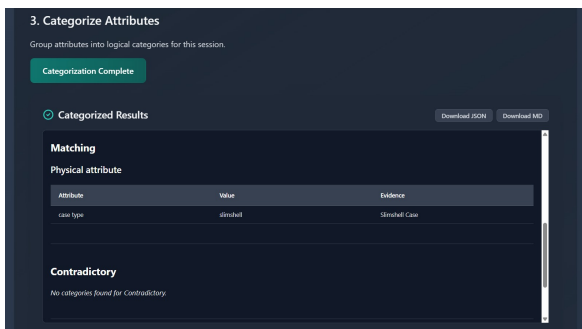 3. Categorize Attributes
Group attributes into logical categories for this session.
Categorization Complete
Categorized Results
Download JSON Download MD
Matching
Physical attribute
Attribute Value Evidence
case type slimshell Slimshell Case
Contradictory
No categories found for Contradictory.